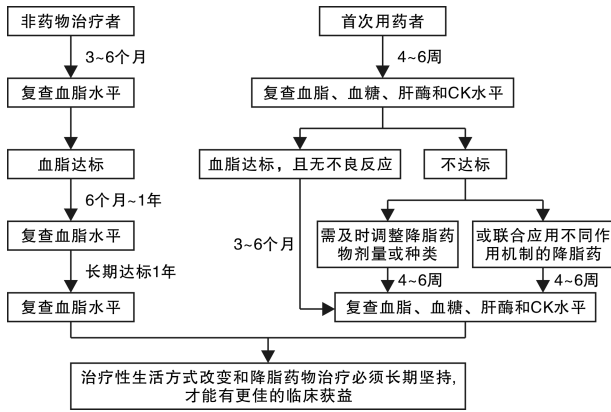 非药物治疗者
3~6个月
复查血脂水平
血脂达标
6个月~1年
复查血脂水平
长期达标1年
复查血脂水平
首次用药者
4~6周
复查血脂、血糖、肝酶和CK水平
血脂达标，且无不良反应
不达标
3~6个月
需及时调整降脂药
物剂量或种类
或联合应用不同作
用机制的降脂药
4~6周
4~6周
复查血脂、血糖、肝酶和CK水平
治疗性生活方式改变和降脂药物治疗必须长期坚持，
才能有更佳的临床获益